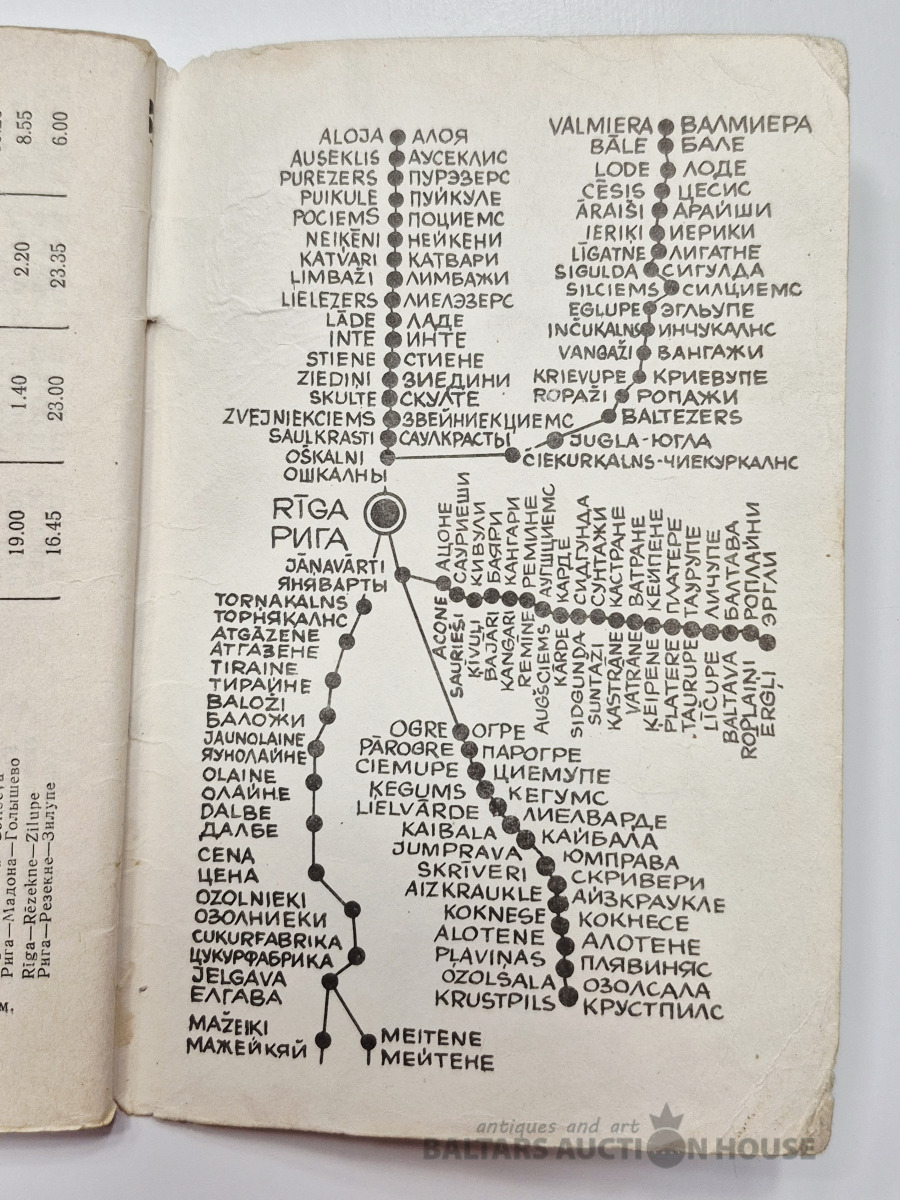 8.55
6.00
2.20
23.35
1.40
23.00
19.00
16.45
Рига—Мадона—Голышево
Rīga—Rēzekne—Zilupe
Рига—Резекне—Зилупе
м,
ALOJA АЛОЯ
AUSEKLIS АУСЕКЛИС
PUREZERS ПУРЭЗЕРС
PUIKULE ПУЙКУЛЕ
POCIEMS ПОЦИЕМС
NEIĶĒNI НЕЙКЕНИ
KATVARI КАТВАРИ
LIMBAŽI ЛИМБАЖИ
LIELEZERS ЛИЕЛЭЗЕРС
LĀDE ЛАДЕ
INTE ИНТЕ
STIENE СТИЕНЕ
ZIEDIŅI ЗИЕДИНИ
SKULTE СКУЛТЕ
ZVEJNIEKCIEMS ЗВЕЙНИЕКЦИЕМС
SAULKRASTI САУЛКРАСТЫ
OŠKALNI
ОШКАЛНЫ
VALMIERA ВАЛМИЕРА
BĀLE БАЛЕ
LODE ЛОДЕ
CĒSIS ЦЕСИС
ĀRAIŠI АРАЙШИ
IERIĶI ИЕРИКИ
LĪGATNE ЛИГАТНЕ
SIGULDA СИГУЛДА
SILCIEMS СИЛЦИЕМС
EGLUPE ЭГЛЬУПЕ
INČUKALNS ИНЧУКАЛНС
VANGAŽI ВАНГАЖИ
KRIEVUPE КРИЕВУПЕ
ROPAŽI РОПАЖИ
BALTEZERS
JUGLA-ЮГЛА
ČIEKURKALNS-ЧИЕКУРКАЛНС
RĪGA
РИГА
JĀŅAVĀRTI
ЯНЯВАРТЫ
АЦОНЕ
САУРИЕШИ
КИВУЛИ
БАЯРИ
КАНГАРИ
РЕМИНЕ
АУГШЦИЕМС
КАРДЕ
СИДГУНДА
СУНТАЖИ
КАСТРАНЕ
ВАТРАНЕ
КЕЙПЕНЕ
ПЛАТЕРЕ
ТАУРУПЕ
ЛИЧУПЕ
БАЛТАВА
РОПЛАЙНИ
ЭРГЛИ
ACONE
SAURIEŠI
ĶIVUĻI
BAJĀRI
KANGARI
REMĪNE
AUGŠCIEMS
KĀRDE
SIDGUNDA
SUNTAŽI
KASTRĀNE
VATRĀNE
ĶEIPENE
PLATERE
TAURUPE
LĪČUPE
BALTAVA
ROPLAIŅI
ĒRGĻI
TORŅAKALNS
ТОРНЯКАЛНС
ATGĀZENE
АТГАЗЕНЕ
TIRAINE
ТИРАЙНЕ
BALOŽI
БАЛОЖИ
JAUNOLAINE
ЯУНОЛАЙНЕ
OLAINE
ОЛАЙНЕ
DALBE
ДАЛБЕ
CENA
ЦЕНА
OZOLNIEKI
ОЗОЛНИЕКИ
CUKURFABRIKA
ЦУКУРФАБРИКА
JELGAVA
ЕЛГАВА
MAŽEIKI
МАЖЕЙКЯЙ
MEITENE
МЕЙТЕНЕ
OGRE ОГРЕ
PĀROGRE ПАРОГРЕ
CIEMUPE ЦИЕМУПЕ
ĶEGUMS КЕГУМС
LIELVĀRDE ЛИЕЛВАРДЕ
KAIBALA КАЙБАЛА
JUMPRAVA ЮМПРАВА
SKRĪVERI СКРИВЕРИ
AIZKRAUKLE АЙЗКРАУКЛЕ
KOKNESE КОКНЕСЕ
ALOTENE АЛОТЕНЕ
PĻAVIŅAS ПЛЯВИНЯС
OZOLSALA ОЗОЛСАЛА
KRUSTPILS КРУСТПИЛС
antiques and art
BALTARS AUCTION HOUSE